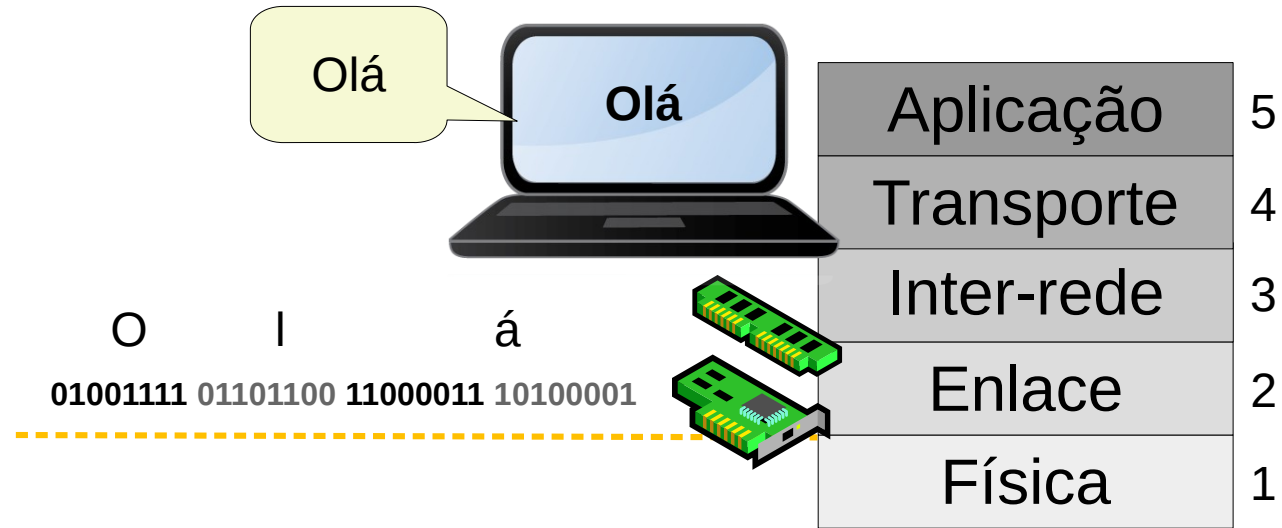 Olá
Olá
Aplicação 5
Transporte 4
Inter-rede 3
O l á
01001111 01101100 11000011 10100001
Enlace 2
Física 1